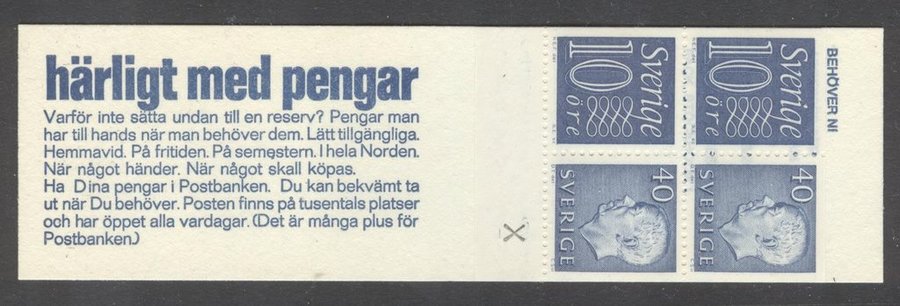 härligt med pengar
Varför inte sätta undan till en reserv? Pengar man
har till hands när man behöver dem. Lätt tillgängliga.
Hemmavid. På fritiden. På semestern. I hela Norden.
När något händer. När något skall köpas.
Ha Dina pengar i Postbanken. Du kan bekvämt ta
ut när Du behöver. Posten finns på tusentals platser
och har öppet alla vardagar. (Det är många plus för
Postbanken.)
X
Sverige
10
öre
Sverige
10
öre
40
SVERIGE
40
SVERIGE
BEHÖVER NI